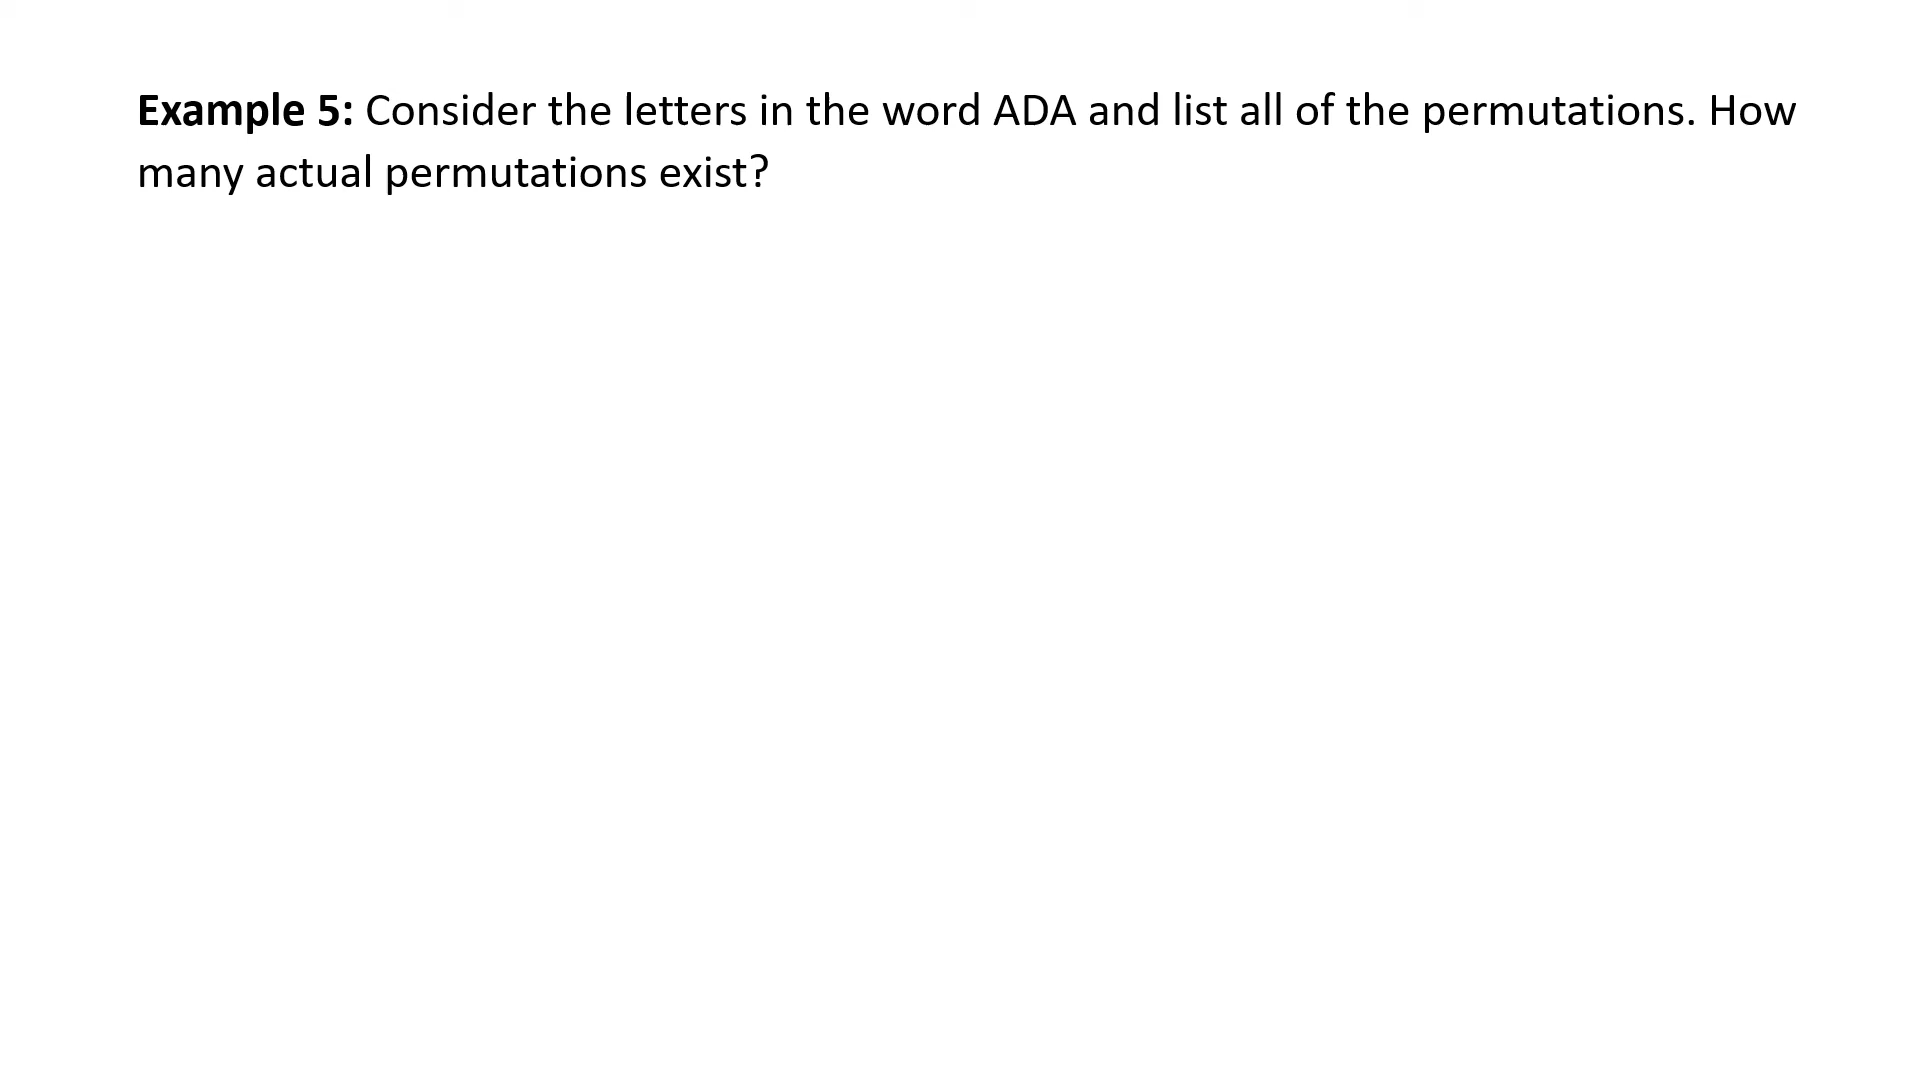 Example 5: Consider the letters in the word ADA and list all of the permutations. How
many actual permutations exist?